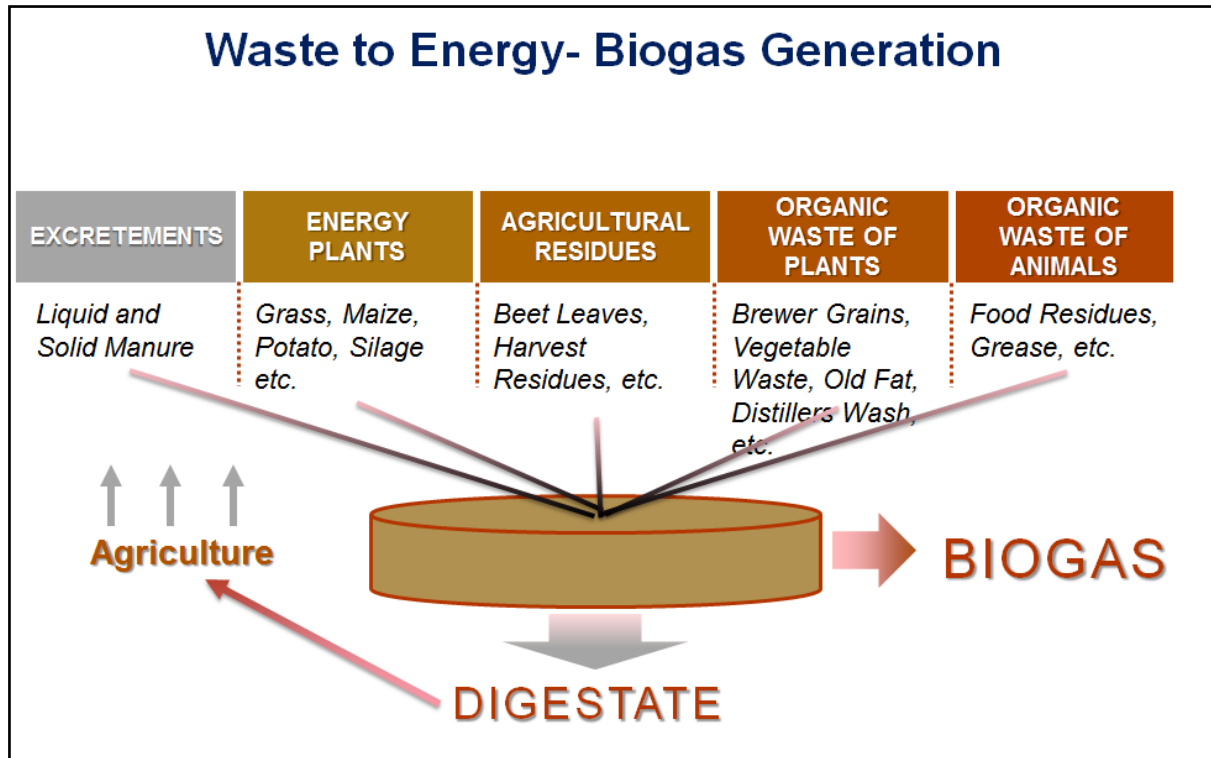 Waste to Energy- Biogas Generation
EXCRETEMENTS
ENERGY
PLANTS
AGRICULTURAL
RESIDUES
ORGANIC
WASTE OF
PLANTS
ORGANIC
WASTE OF
ANIMALS
Liquid and
Solid Manure
Grass, Maize,
Potato, Silage
etc.
Beet Leaves,
Harvest
Residues, etc.
Brewer Grains,
Vegetable
Waste, Old Fat,
Distillers Wash,
etc.
Food Residues,
Grease, etc.
Agriculture
BIOGAS
DIGESTATE